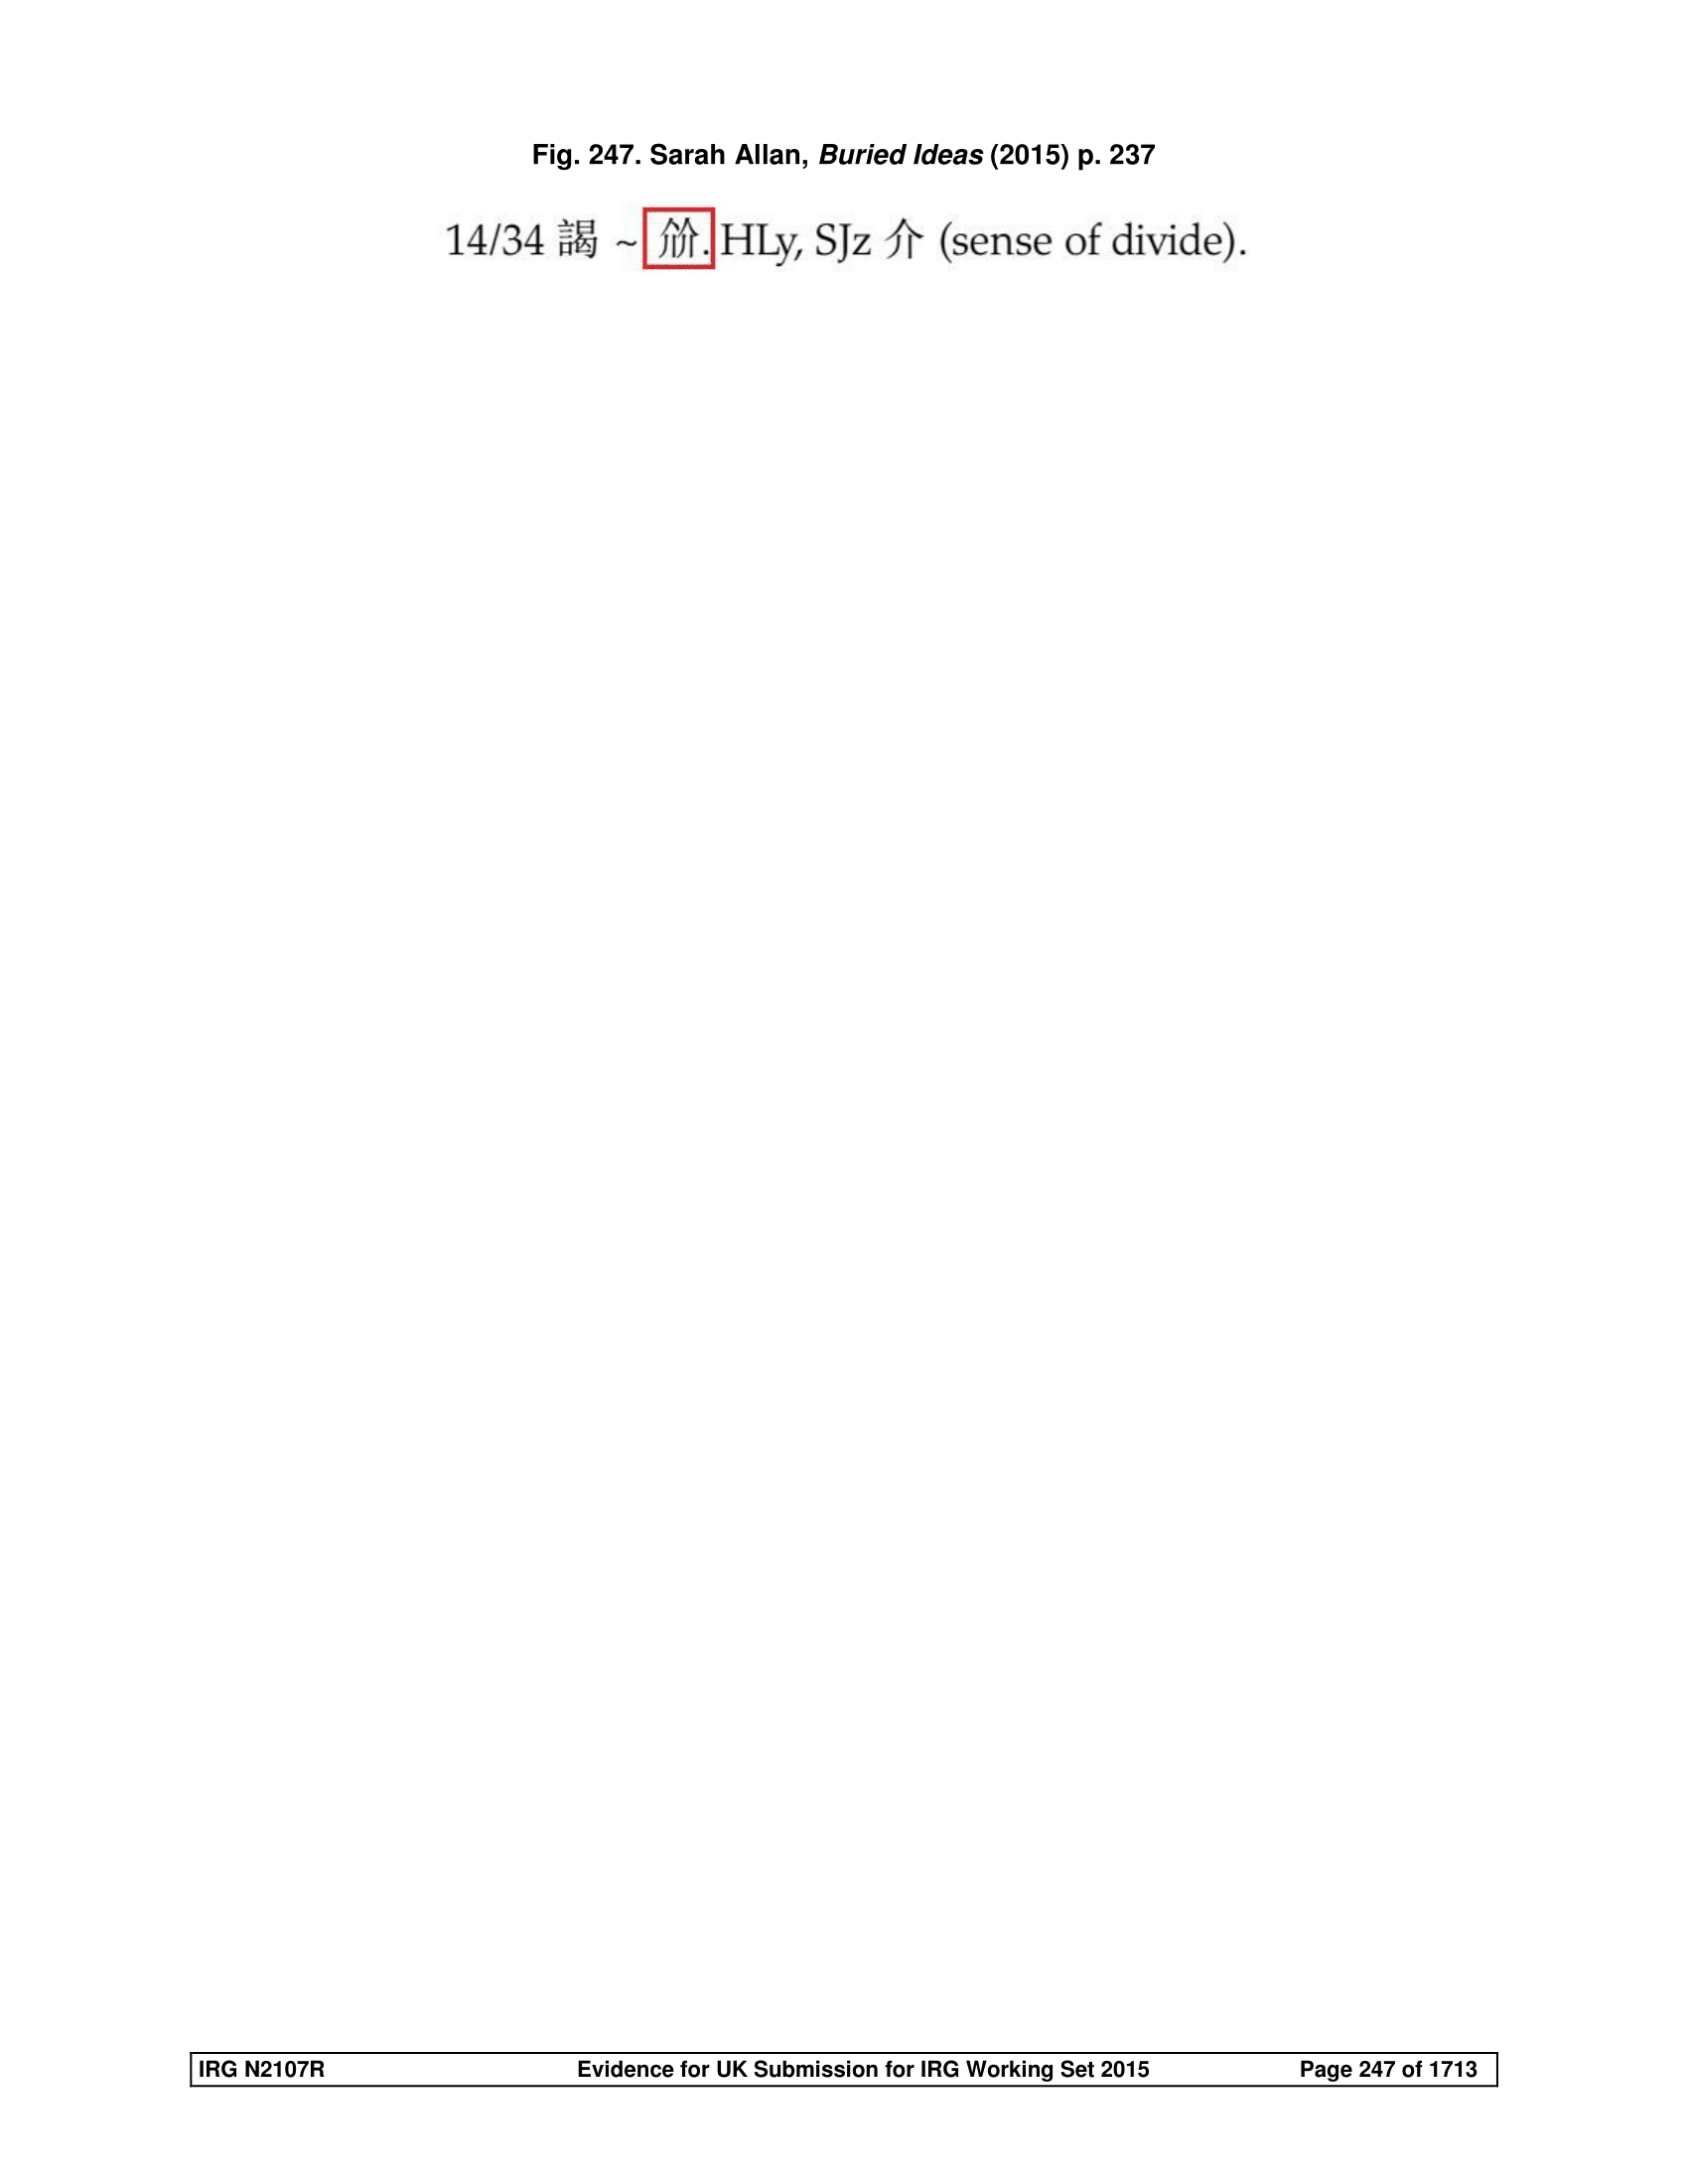 Fig. 247. Sarah Allan, Buried Ideas (2015) p. 237
14/34 謁 ~ . HLy, SJz 介 (sense of divide).
IRG N2107R Evidence for UK Submission for IRG Working Set 2015 Page 247 of 1713